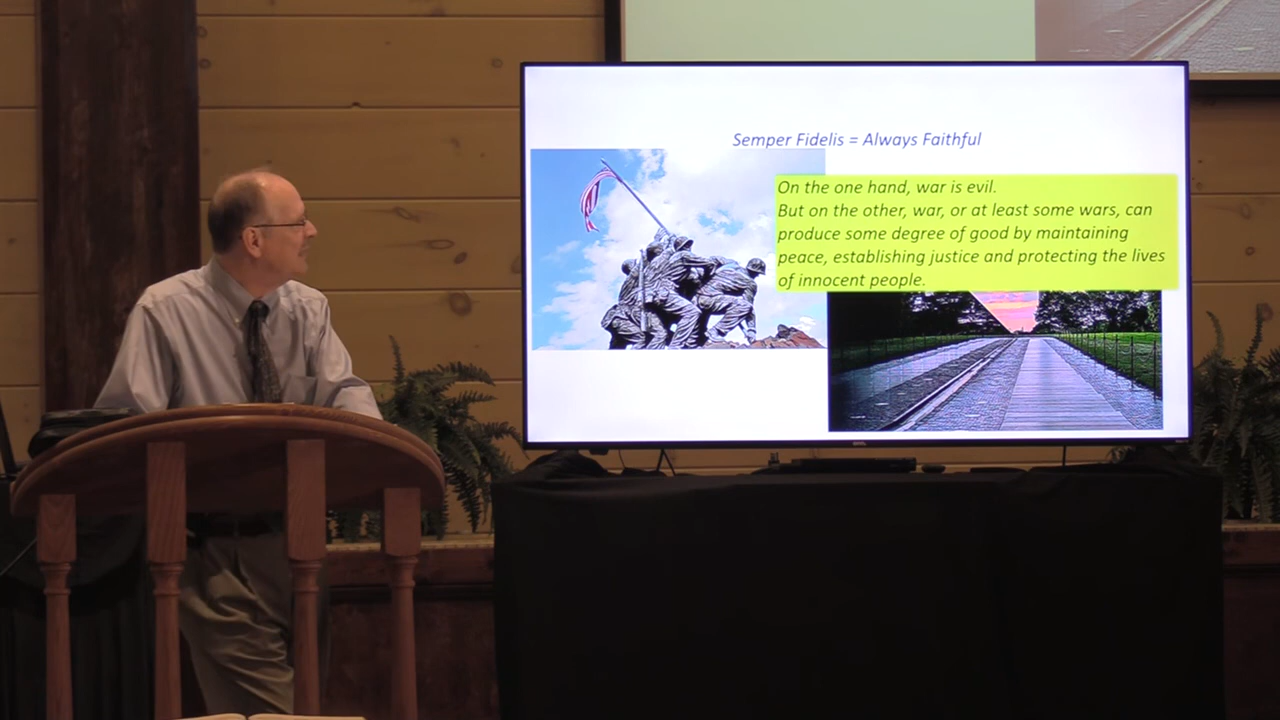 Semper Fidelis = Always Faithful
On the one hand, war is evil.
But on the other, war, or at least some wars, can
produce some degree of good by maintaining
peace, establishing justice and protecting the lives
of innocent people.